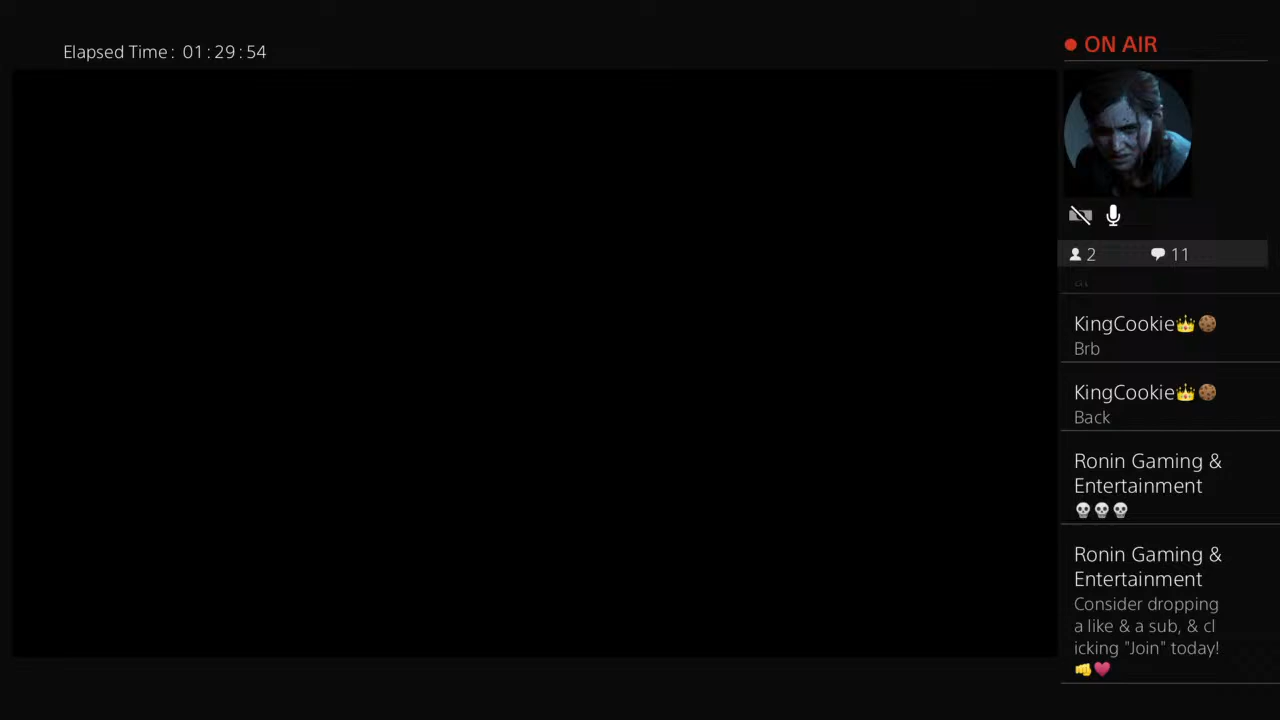 Elapsed Time: 01:29:54
ON AIR
2 11
KingCookie👑🍪
Brb
KingCookie👑🍪
Back
Ronin Gaming &
Entertainment
💀💀💀
Ronin Gaming &
Entertainment
Consider dropping
a like & a sub, & cl
icking "Join" today!
👊💗